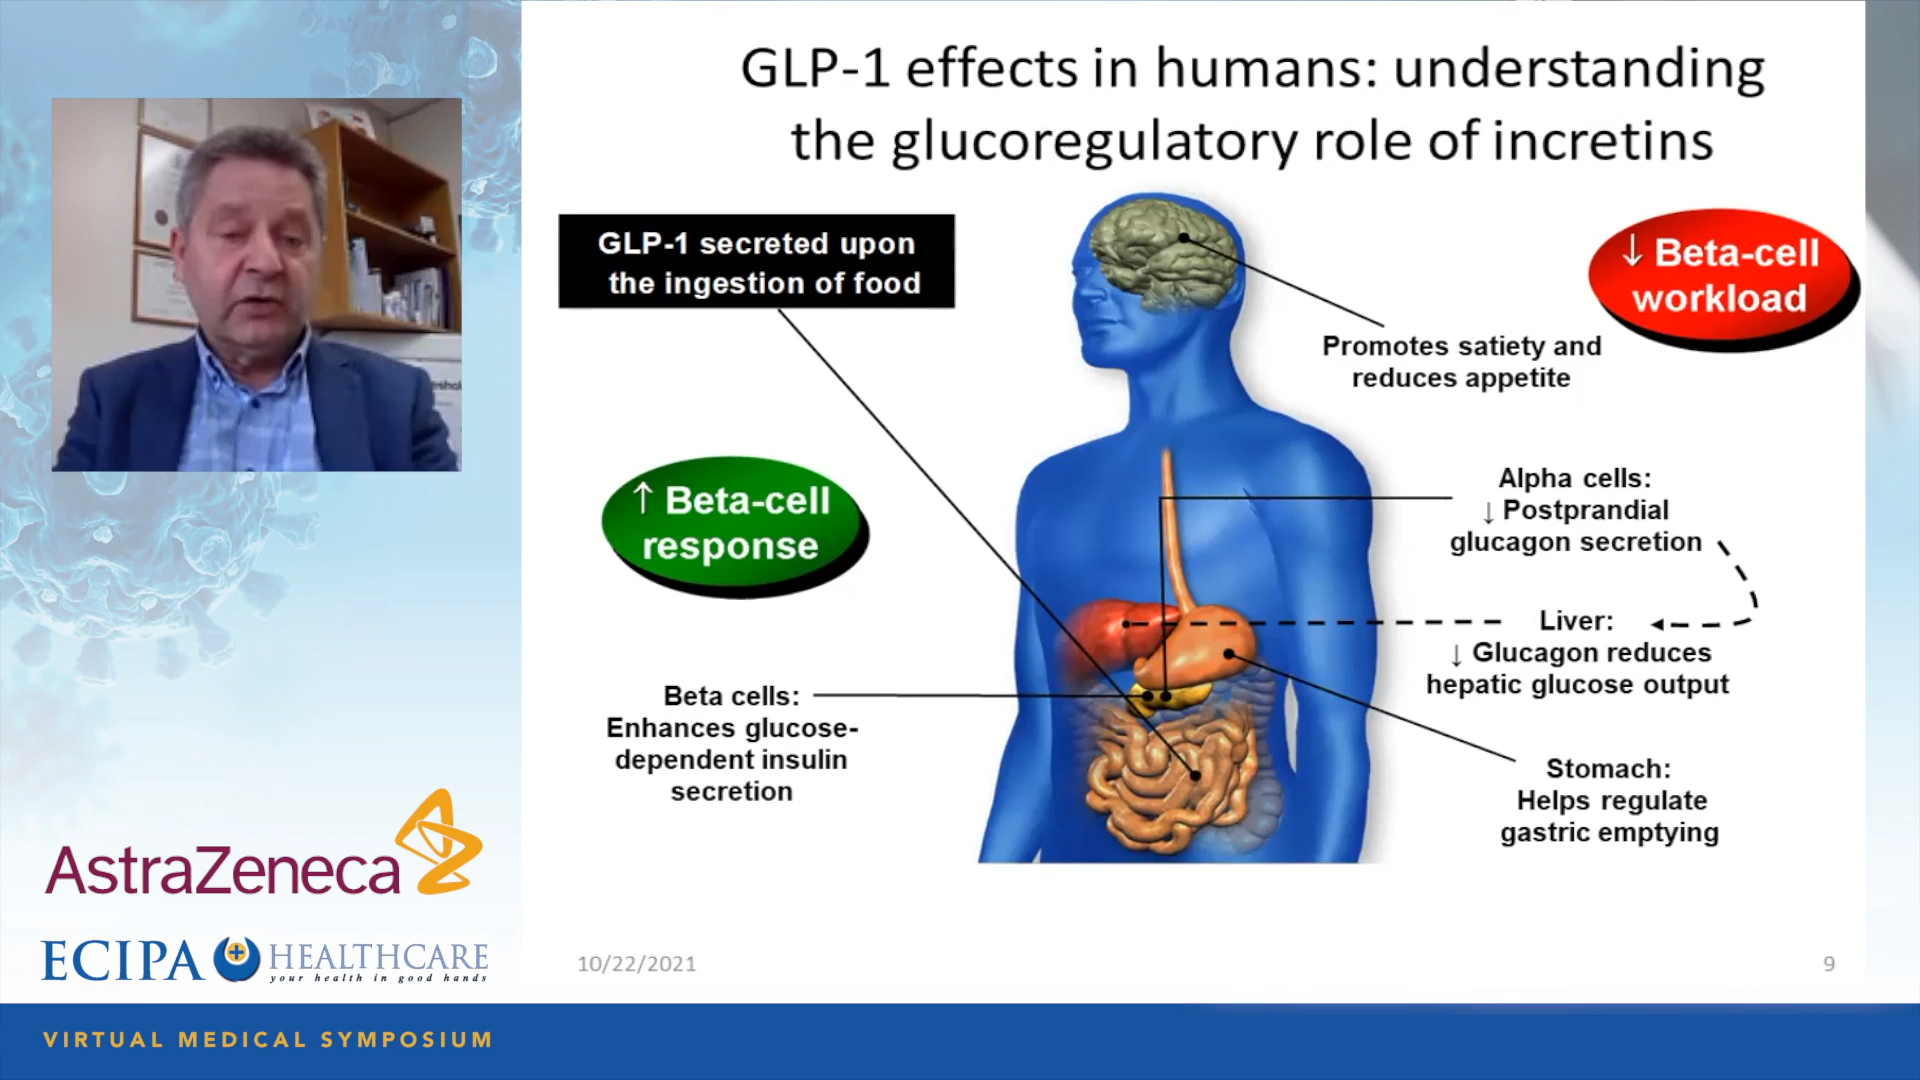 GLP-1 effects in humans: understanding
the glucoregulatory role of incretins
GLP-1 secreted upon
the ingestion of food
↓ Beta-cell
workload
Promotes satiety and
reduces appetite
↑ Beta-cell
response
Alpha cells:
↓ Postprandial
glucagon secretion
Liver:
↓ Glucagon reduces
hepatic glucose output
Beta cells:
Enhances glucose-
dependent insulin
secretion
Stomach:
Helps regulate
gastric emptying
10/22/2021
9
AstraZeneca
ECIPA HEALTHCARE
your health in good hands
VIRTUAL MEDICAL SYMPOSIUM